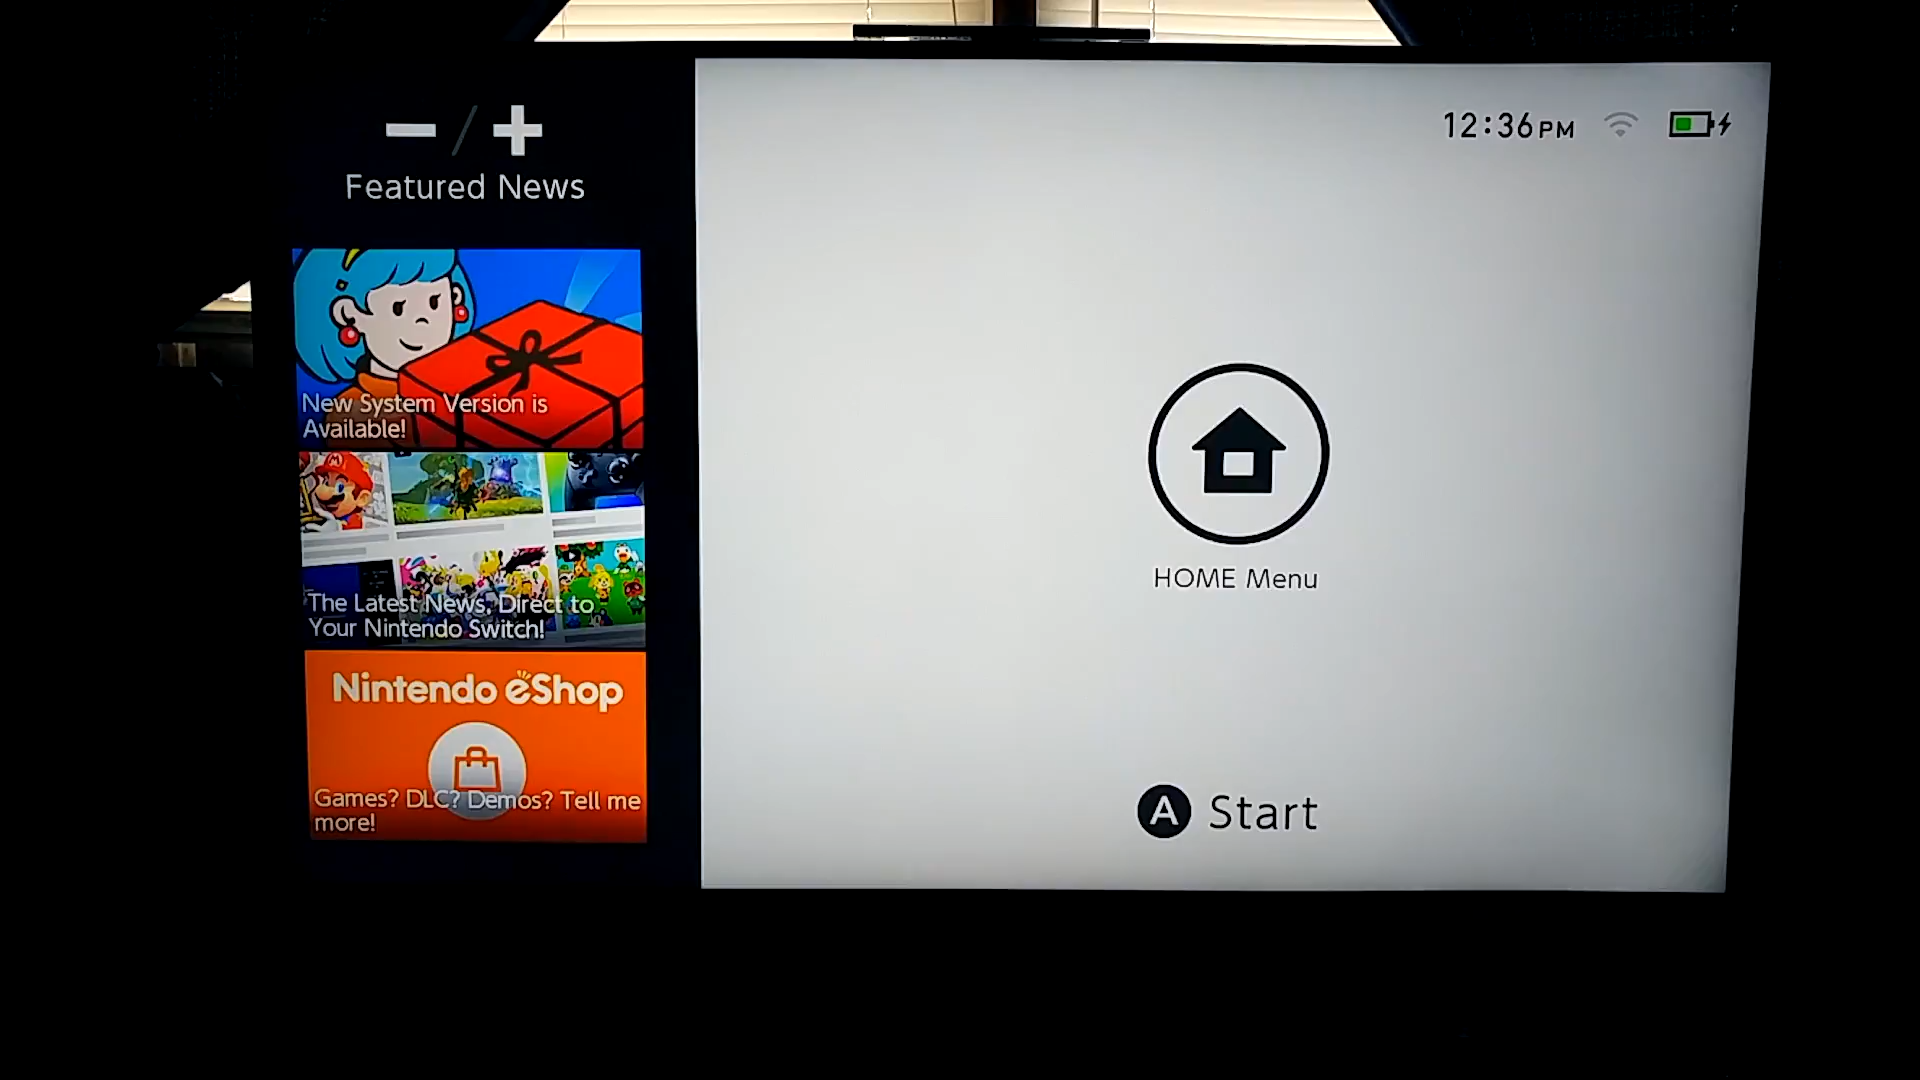 − / +
Featured News
12:36 PM
New System Version is
Available!
The Latest News, Direct to
Your Nintendo Switch!
Nintendo eShop
Games? DLC? Demos? Tell me
more!
HOME Menu
A Start